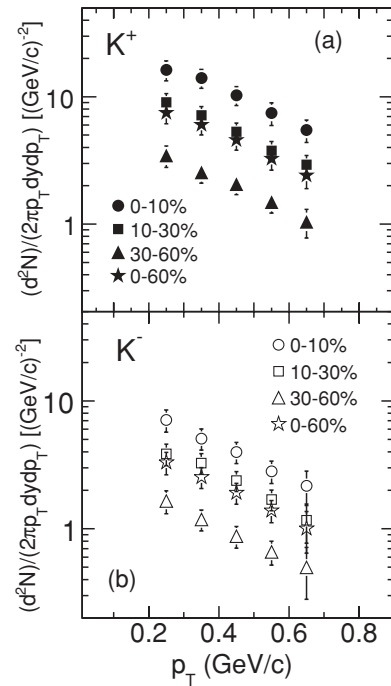 K⁺
(a)
(d²N)/(2πp_T dydp_T) [(GeV/c)⁻²]
10
1
0-10%
10-30%
30-60%
0-60%
K⁻
(b)
(d²N)/(2πp_T dydp_T) [(GeV/c)⁻²]
10
1
0-10%
10-30%
30-60%
0-60%
0.2 0.4 0.6 0.8
p_T (GeV/c)